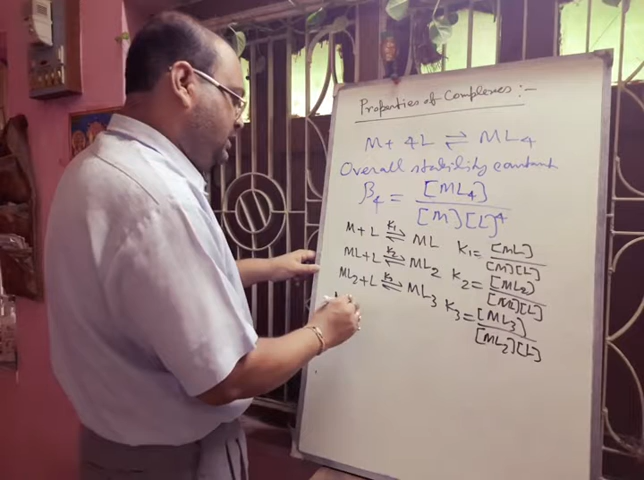 Properties of Complexes :-
M + 4L ⇌ ML4
Overall stability constant
β4 = [ML4] / [M][L]^4
M + L ⇌ ML K1 K1 = [ML] / [M][L]
ML + L ⇌ ML2 K2 K2 = [ML2] / [ML][L]
ML2 + L ⇌ ML3 K3 K3 = [ML3] / [ML2][L]